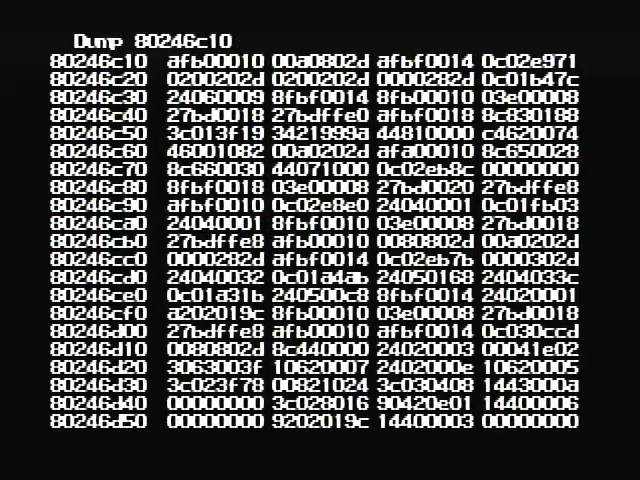 Dump 80246c10
80246c10 afb00010 00a0802d afbf0014 0c02e971
80246c20 0200202d 0200202d 0000282d 0c01b47c
80246c30 24060009 8fbf0014 8fb00010 03e00008
80246c40 27bd0018 27bdffe0 afbf0018 8c830188
80246c50 3c013f19 3421999a 44810000 c4620074
80246c60 46001082 00a0202d afa00010 8c650028
80246c70 8c660030 44071000 0c02eb8c 00000000
80246c80 8fbf0018 03e00008 27bd0020 27bdffe8
80246c90 afbf0010 0c02e8e0 24040001 0c01fb03
80246ca0 24040001 8fbf0010 03e00008 27bd0018
80246cb0 27bdffe8 afb00010 0080802d 00a0202d
80246cc0 0000282d afbf0014 0c02eb7b 0000302d
80246cd0 24040032 0c01a4ab 24050168 2404033c
80246ce0 0c01a31b 240500c8 8fbf0014 24020001
80246cf0 a202019c 8fb00010 03e00008 27bd0018
80246d00 27bdffe8 afb00010 afbf0014 0c030ccd
80246d10 0080802d 8c440000 24020003 00041e02
80246d20 3063003f 10620007 2402000e 10620005
80246d30 3c023f78 00821024 3c030408 1443000a
80246d40 00000000 3c028016 90420e01 14400006
80246d50 00000000 9202019c 14400003 00000000